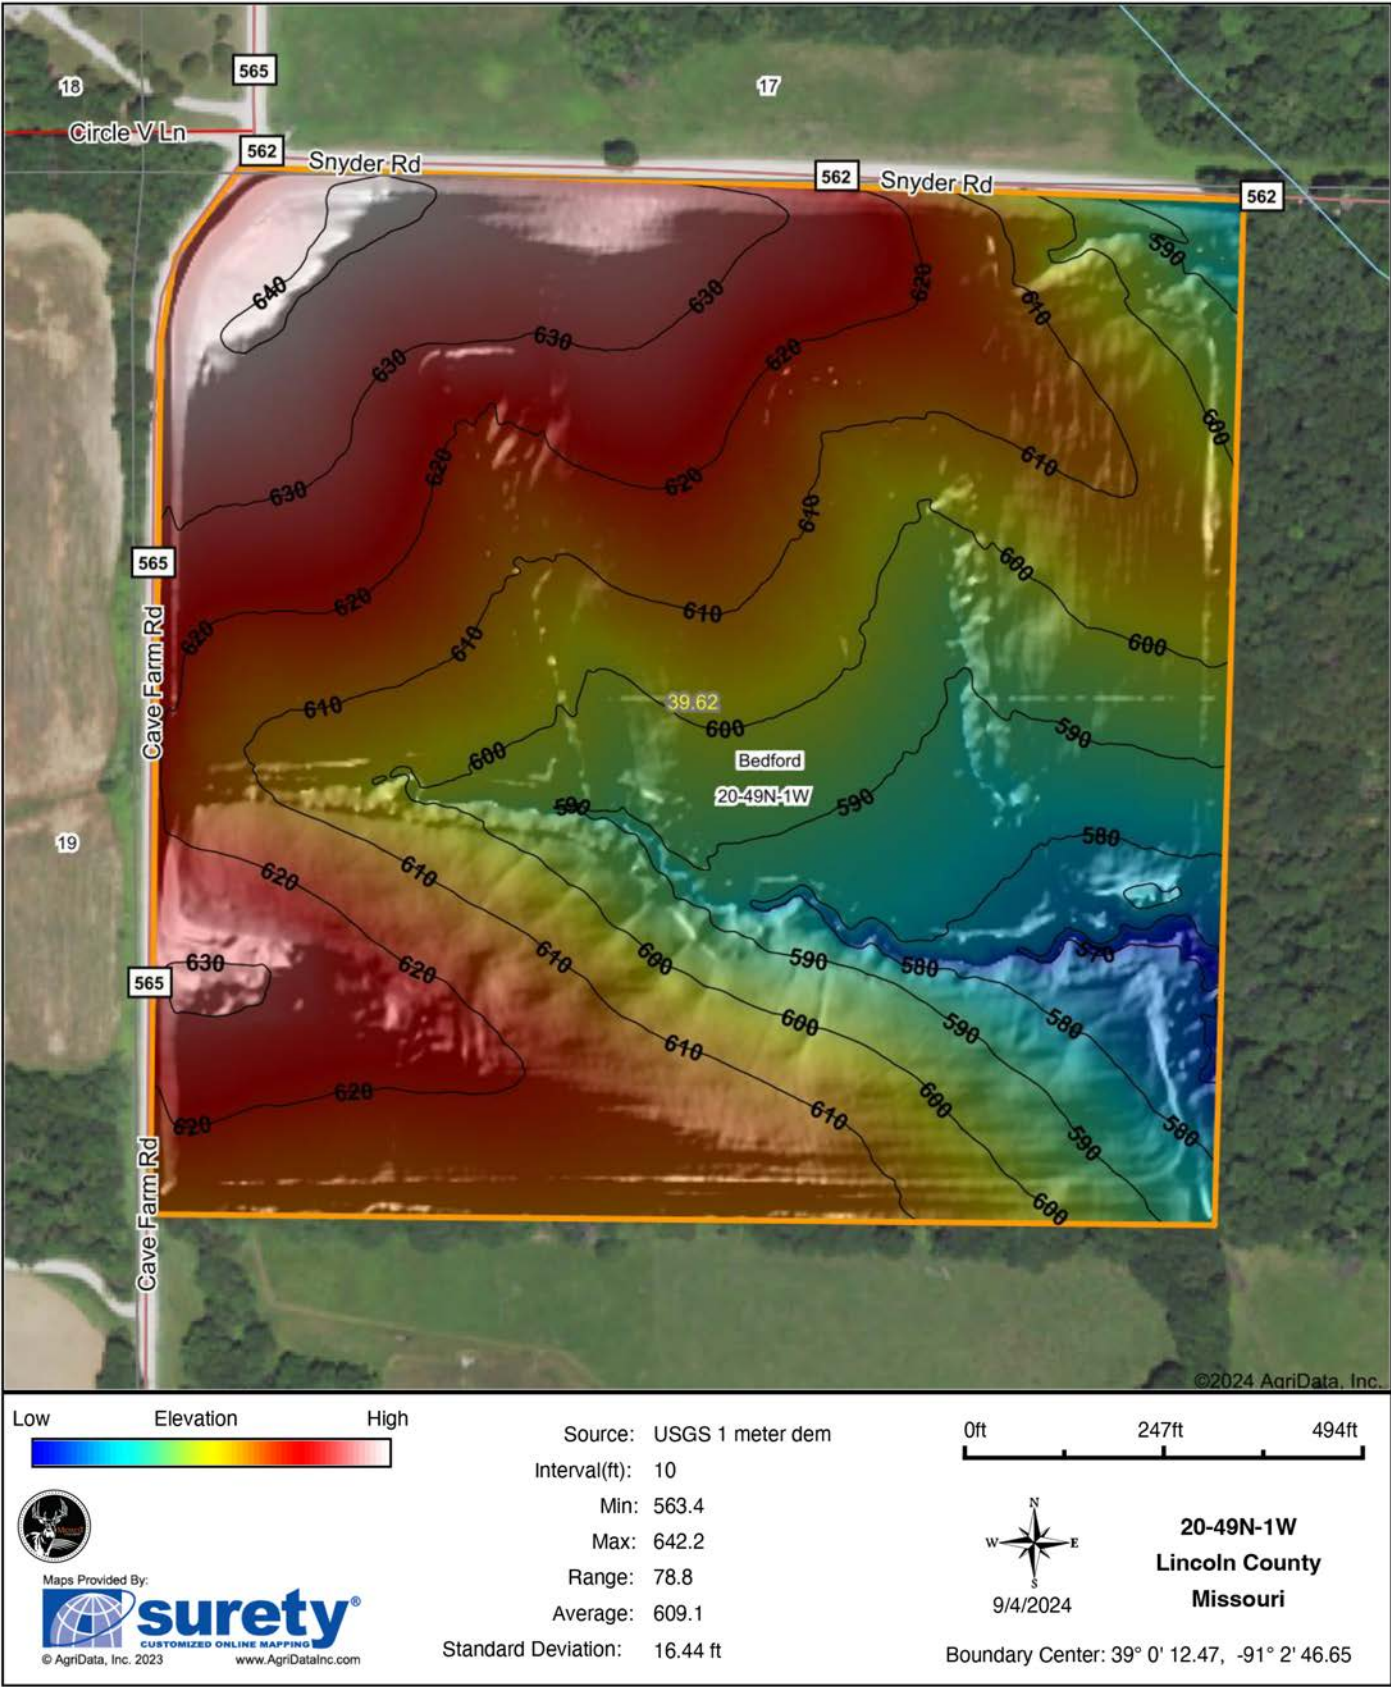 565
18
17
Circle V Ln
562
Snyder Rd
562
Snyder Rd
562
590
640
620
630
610
630
620
630
600
610
620
620
630
610
565
600
620
610
620
610
600
Cave Farm Rd
610
39.62
600
590
600
Bedford
20-49N-1W
590
590
580
19
610
620
570
600
610
590
620
580
630
565
600
580
590
610
620
600
610
620
580
590
Cave Farm Rd
600
©2024 AgriData, Inc.
Low Elevation High
Source: USGS 1 meter dem
Interval(ft): 10
Min: 563.4
Max: 642.2
Range: 78.8
Average: 609.1
Standard Deviation: 16.44 ft
0ft 247ft 494ft
N
W E
S
9/4/2024
20-49N-1W
Lincoln County
Missouri
Boundary Center: 39° 0' 12.47, -91° 2' 46.65
Maps Provided By:
surety®
CUSTOMIZED ONLINE MAPPING
© AgriData, Inc. 2023 www.AgriDataInc.com